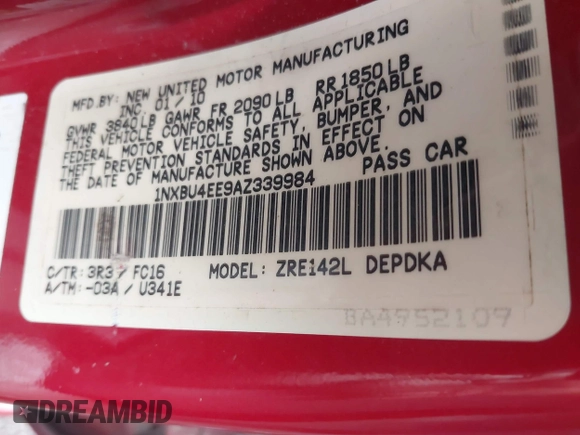 MFD. BY: NEW UNITED MOTOR MANUFACTURING
INC. 01/10
GVWR 3840LB GAWR FR 2090LB RR 1850LB
THIS VEHICLE CONFORMS TO ALL APPLICABLE
FEDERAL MOTOR VEHICLE SAFETY, BUMPER, AND
THEFT PREVENTION STANDARDS IN EFFECT ON
THE DATE OF MANUFACTURE SHOWN ABOVE.
1NXBU4EE9AZ339984 PASS CAR
C/TR: 3R3 / FC16 MODEL: ZRE142L DEPDKA
A/TM: -03A / U341E
BA4952109
DREAMBID